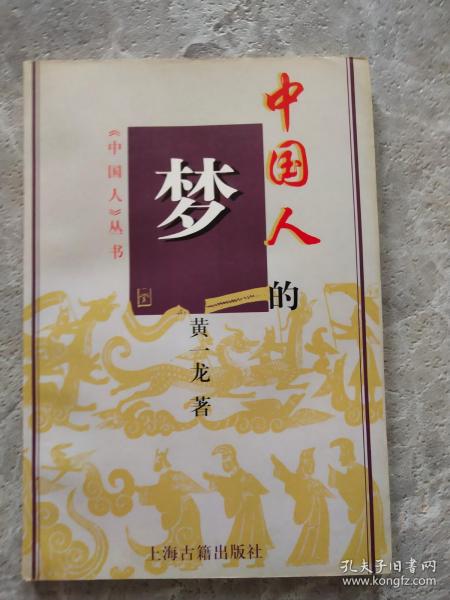 中国人的
梦
《中国人》丛书
黄一龙 著
上海古籍出版社
孔夫子旧书网
www.kongfz.com